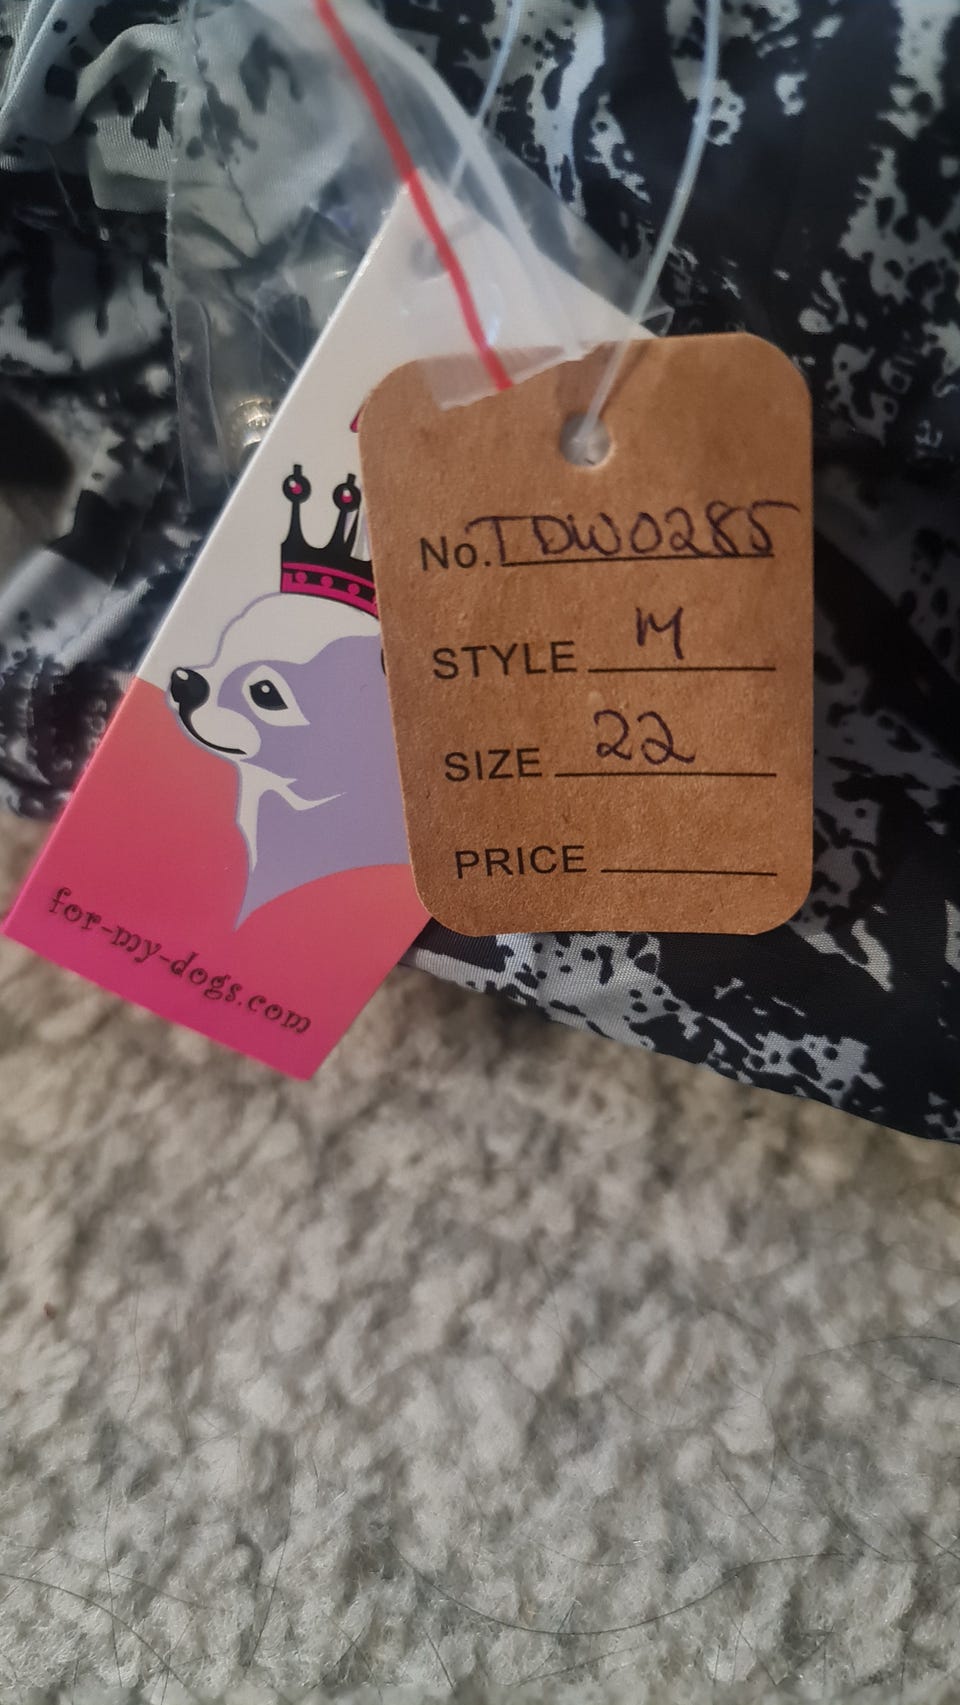 No. TDW0285
STYLE M
SIZE 22
PRICE
for-my-dogs.com